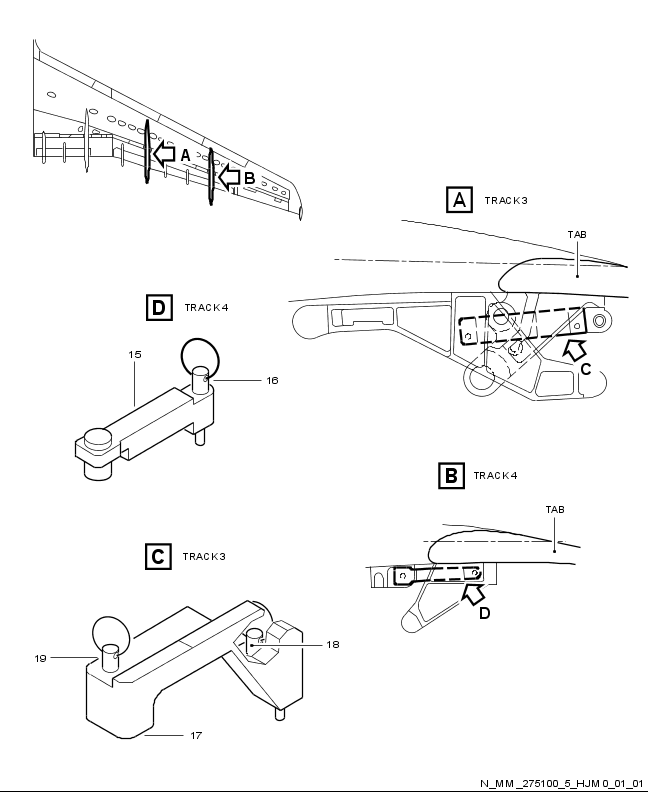 A
B
A TRACK3
TAB
D TRACK4
15
16
C
B TRACK4
TAB
C TRACK3
D
19
18
17
N_MM_275100_5_HJM0_01_01